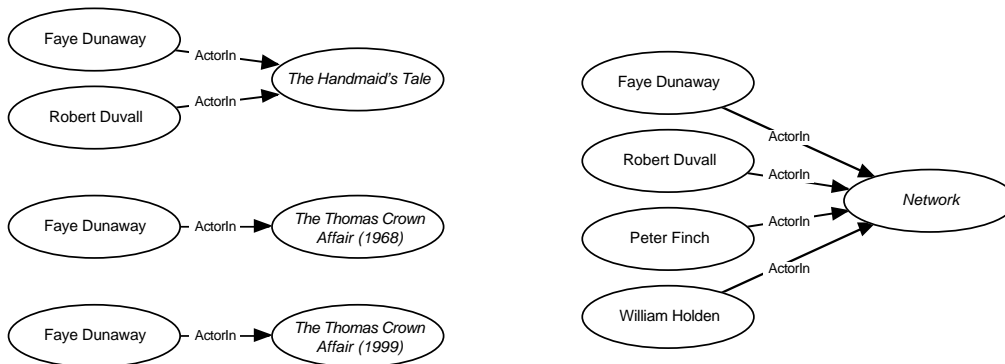 Faye Dunaway
ActorIn
The Handmaid's Tale
Robert Duvall
ActorIn
Faye Dunaway
ActorIn
The Thomas Crown
Affair (1968)
Faye Dunaway
ActorIn
The Thomas Crown
Affair (1999)
Faye Dunaway
ActorIn
Robert Duvall
ActorIn
Network
Peter Finch
ActorIn
William Holden
ActorIn